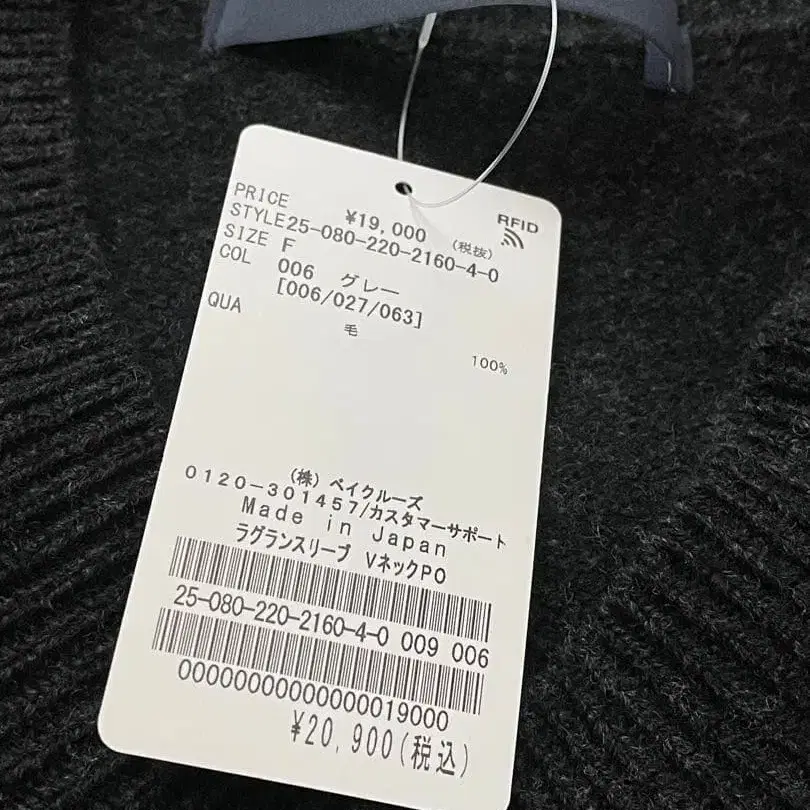 RFID
PRICE ¥19,000 (税抜)
STYLE25-080-220-2160-4-0
SIZE F
COL 006 グレー
[006/027/063]
QUA
毛 100%
(株) ベイクルーズ
0120-301457/カスタマーサポート
Made in Japan
ラグランスリーブ VネックPO
25-080-220-2160-4-0 009 006
00000000000000019000
¥20,900(税込)